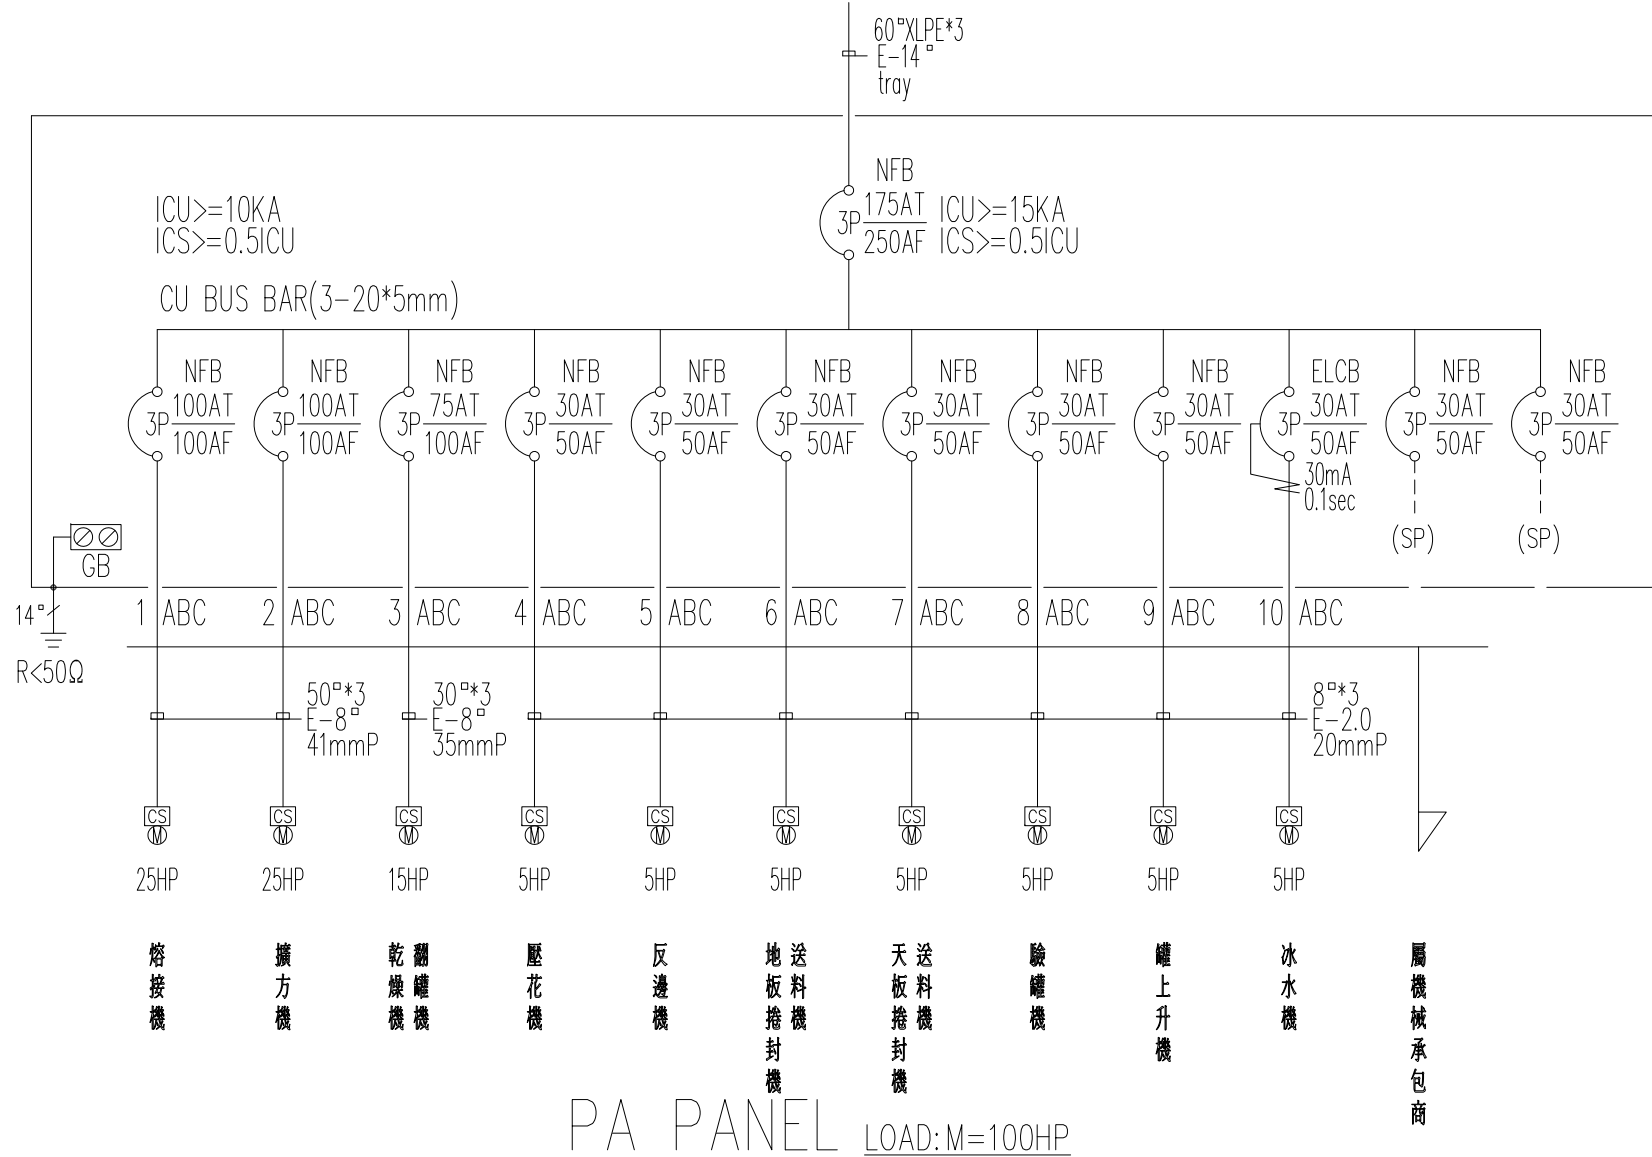 60□XLPE*3
E-14□
tray
NFB
3P 175AT
250AF
ICU>=15KA
ICS>=0.5ICU
ICU>=10KA
ICS>=0.5ICU
CU BUS BAR(3-20*5mm)
NFB NFB NFB NFB NFB NFB NFB NFB NFB ELCB NFB NFB
100AT 100AT 75AT 30AT 30AT 30AT 30AT 30AT 30AT 30AT 30AT 30AT
3P 3P 3P 3P 3P 3P 3P 3P 3P 3P 3P 3P
100AF 100AF 100AF 50AF 50AF 50AF 50AF 50AF 50AF 50AF 50AF 50AF
30mA
0.1sec
(SP) (SP)
GB
14□
R<50Ω
1 ABC 2 ABC 3 ABC 4 ABC 5 ABC 6 ABC 7 ABC 8 ABC 9 ABC 10 ABC
50□*3
E-8□
41mmP
30□*3
E-8□
35mmP
8□*3
E-2.0
20mmP
CS CS CS CS CS CS CS CS CS CS
M M M M M M M M M M
25HP 25HP 15HP 5HP 5HP 5HP 5HP 5HP 5HP 5HP
熔接機
擴方機
翻罐機
乾燥機
壓花機
反邊機
送料機
地板捲封機
送料機
天板捲封機
驗罐機
罐上升機
冰水機
屬機械承包商
PA PANEL LOAD:M=100HP